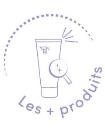 Les + produits